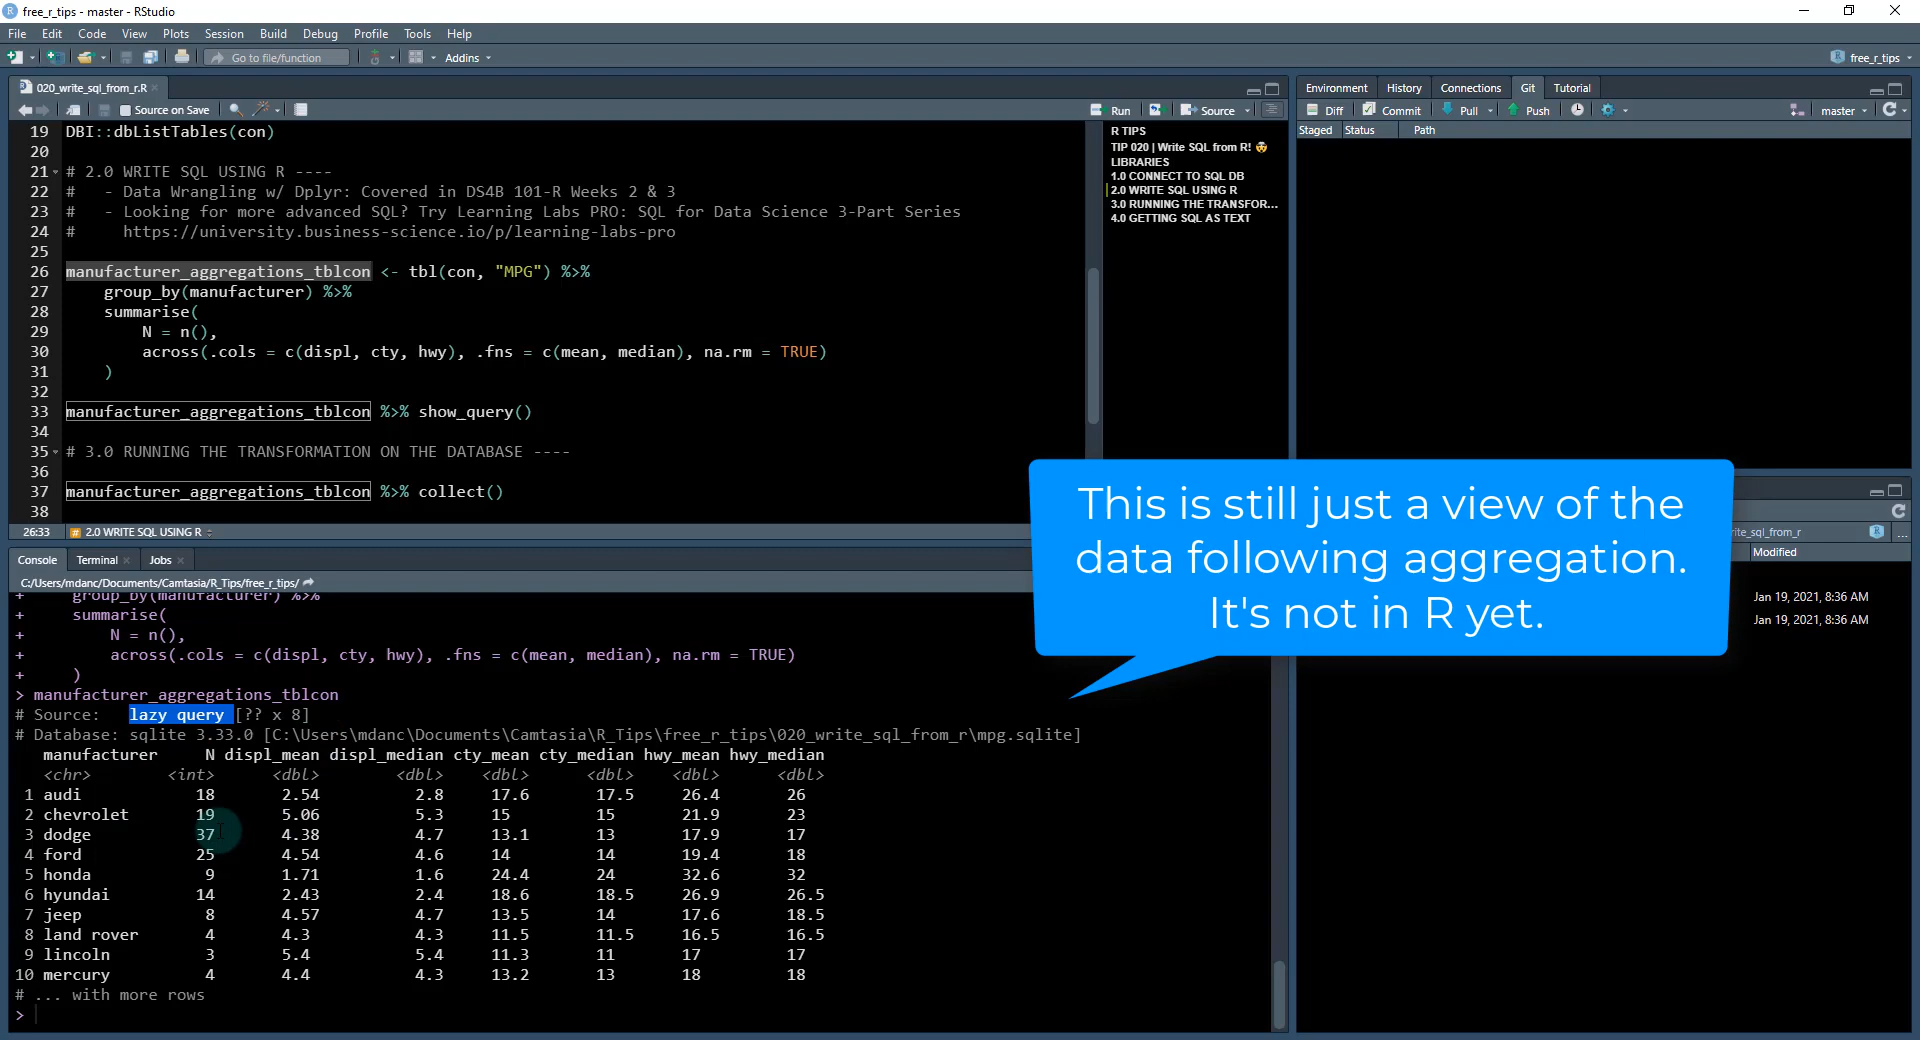 free_r_tips - master - RStudio
File Edit Code View Plots Session Build Debug Profile Tools Help
Go to file/function Addins free_r_tips
020_write_sql_from_r.R
Source on Save Run Source
19 DBI::dbListTables(con)
20
21 # 2.0 WRITE SQL USING R ----
22 #   - Data Wrangling w/ Dplyr: Covered in DS4B 101-R Weeks 2 & 3
23 #   - Looking for more advanced SQL? Try Learning Labs PRO: SQL for Data Science 3-Part Series
24 #     https://university.business-science.io/p/learning-labs-pro
25
26 manufacturer_aggregations_tblcon <- tbl(con, "MPG") %>%
27     group_by(manufacturer) %>%
28     summarise(
29         N = n(),
30         across(.cols = c(displ, cty, hwy), .fns = c(mean, median), na.rm = TRUE)
31     )
32
33 manufacturer_aggregations_tblcon %>% show_query()
34
35 # 3.0 RUNNING THE TRANSFORMATION ON THE DATABASE ----
36
37 manufacturer_aggregations_tblcon %>% collect()
38
26:33 2.0 WRITE SQL USING R
R TIPS
TIP 020 | Write SQL from R! 🤯
LIBRARIES
1.0 CONNECT TO SQL DB
2.0 WRITE SQL USING R
3.0 RUNNING THE TRANSFOR...
4.0 GETTING SQL AS TEXT
Environment History Connections Git Tutorial
Diff Commit Pull Push master
Staged Status Path
This is still just a view of the
data following aggregation.
It's not in R yet.
ite_sql_from_r ...
Modified
Jan 19, 2021, 8:36 AM
Jan 19, 2021, 8:36 AM
Console Terminal Jobs
C:/Users/mdanc/Documents/Camtasia/R_Tips/free_r_tips/
+     group_by(manufacturer) %>%
+     summarise(
+         N = n(),
+         across(.cols = c(displ, cty, hwy), .fns = c(mean, median), na.rm = TRUE)
+     )
> manufacturer_aggregations_tblcon
# Source:   lazy query [?? x 8]
# Database: sqlite 3.33.0 [C:\Users\mdanc\Documents\Camtasia\R_Tips\free_r_tips\020_write_sql_from_r\mpg.sqlite]
manufacturer N displ_mean displ_median cty_mean cty_median hwy_mean hwy_median
<chr> <int> <dbl> <dbl> <dbl> <dbl> <dbl> <dbl>
1 audi 18 2.54 2.8 17.6 17.5 26.4 26
2 chevrolet 19 5.06 5.3 15 15 21.9 23
3 dodge 37 4.38 4.7 13.1 13 17.9 17
4 ford 25 4.54 4.6 14 14 19.4 18
5 honda 9 1.71 1.6 24.4 24 32.6 32
6 hyundai 14 2.43 2.4 18.6 18.5 26.9 26.5
7 jeep 8 4.57 4.7 13.5 14 17.6 18.5
8 land rover 4 4.3 4.3 11.5 11.5 16.5 16.5
9 lincoln 3 5.4 5.4 11.3 11 17 17
10 mercury 4 4.4 4.3 13.2 13 18 18
# ... with more rows
>